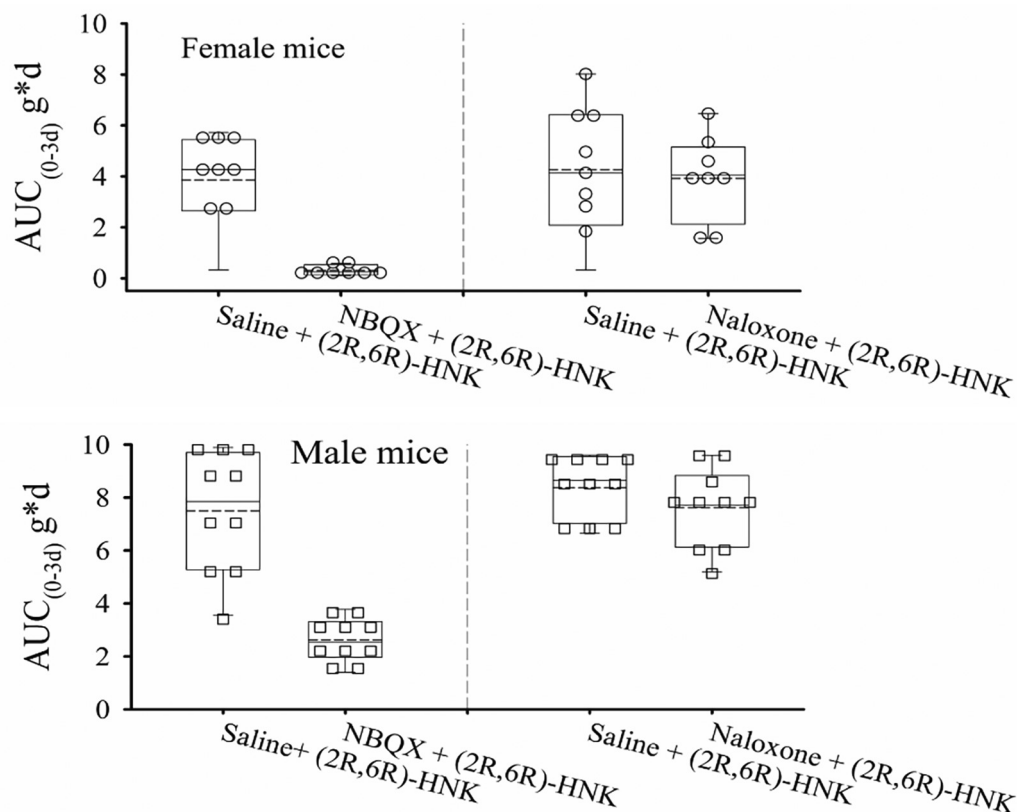 10
Female mice
8
6
4
2
0
AUC(0-3d) g*d
Saline + (2R,6R)-HNK
NBQX + (2R,6R)-HNK
Saline + (2R,6R)-HNK
Naloxone + (2R,6R)-HNK
10
Male mice
8
6
4
2
0
AUC(0-3d) g*d
Saline+ (2R,6R)-HNK
NBQX + (2R,6R)-HNK
Saline + (2R,6R)-HNK
Naloxone + (2R,6R)-HNK